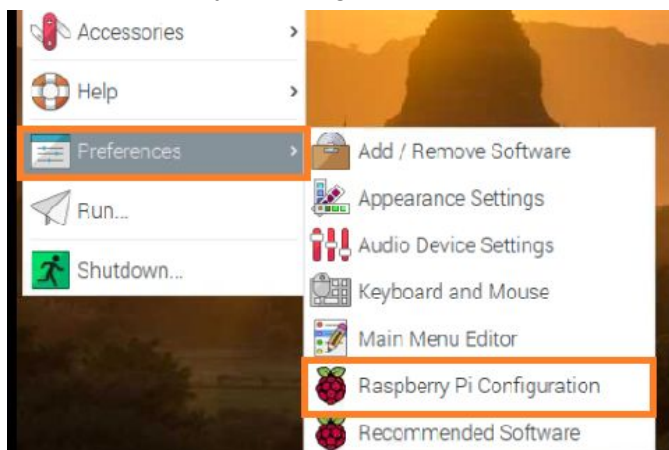 Accessories
Help
Preferences
Run...
Shutdown...
Add / Remove Software
Appearance Settings
Audio Device Settings
Keyboard and Mouse
Main Menu Editor
Raspberry Pi Configuration
Recommended Software